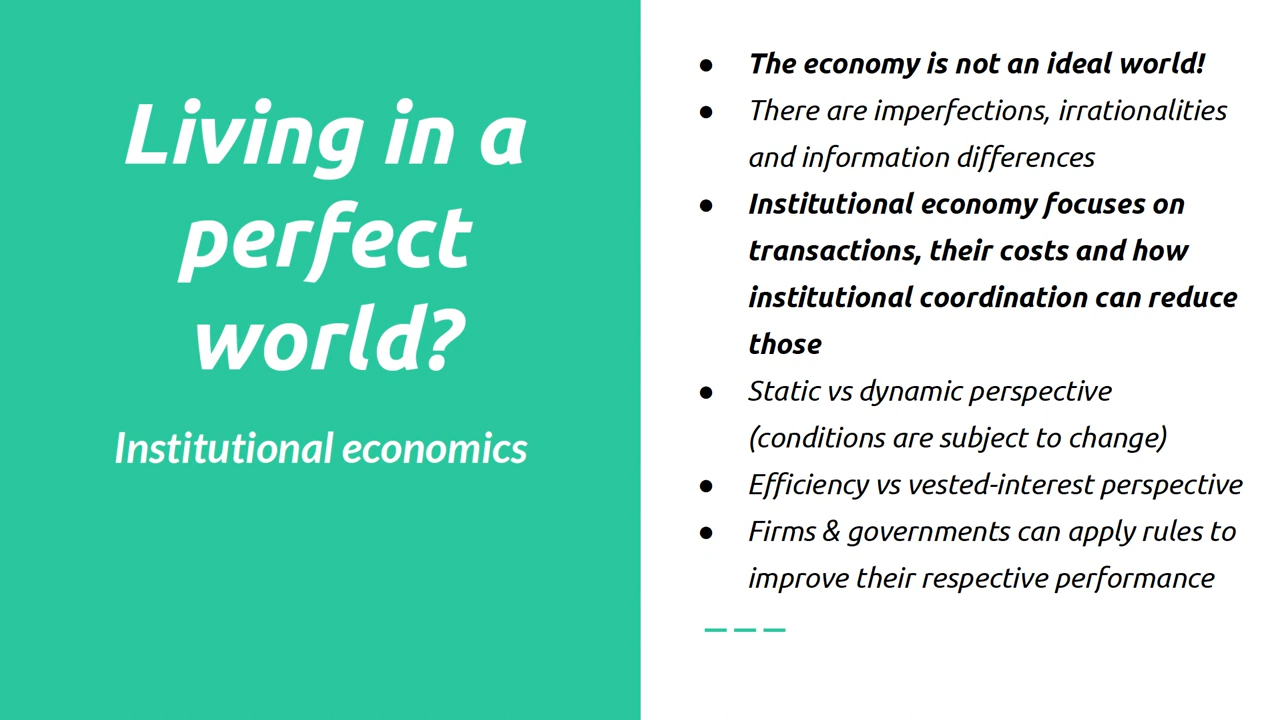 Living in a
perfect
world?
Institutional economics
● The economy is not an ideal world!
● There are imperfections, irrationalities
and information differences
● Institutional economy focuses on
transactions, their costs and how
institutional coordination can reduce
those
● Static vs dynamic perspective
(conditions are subject to change)
● Efficiency vs vested-interest perspective
● Firms & governments can apply rules to
improve their respective performance